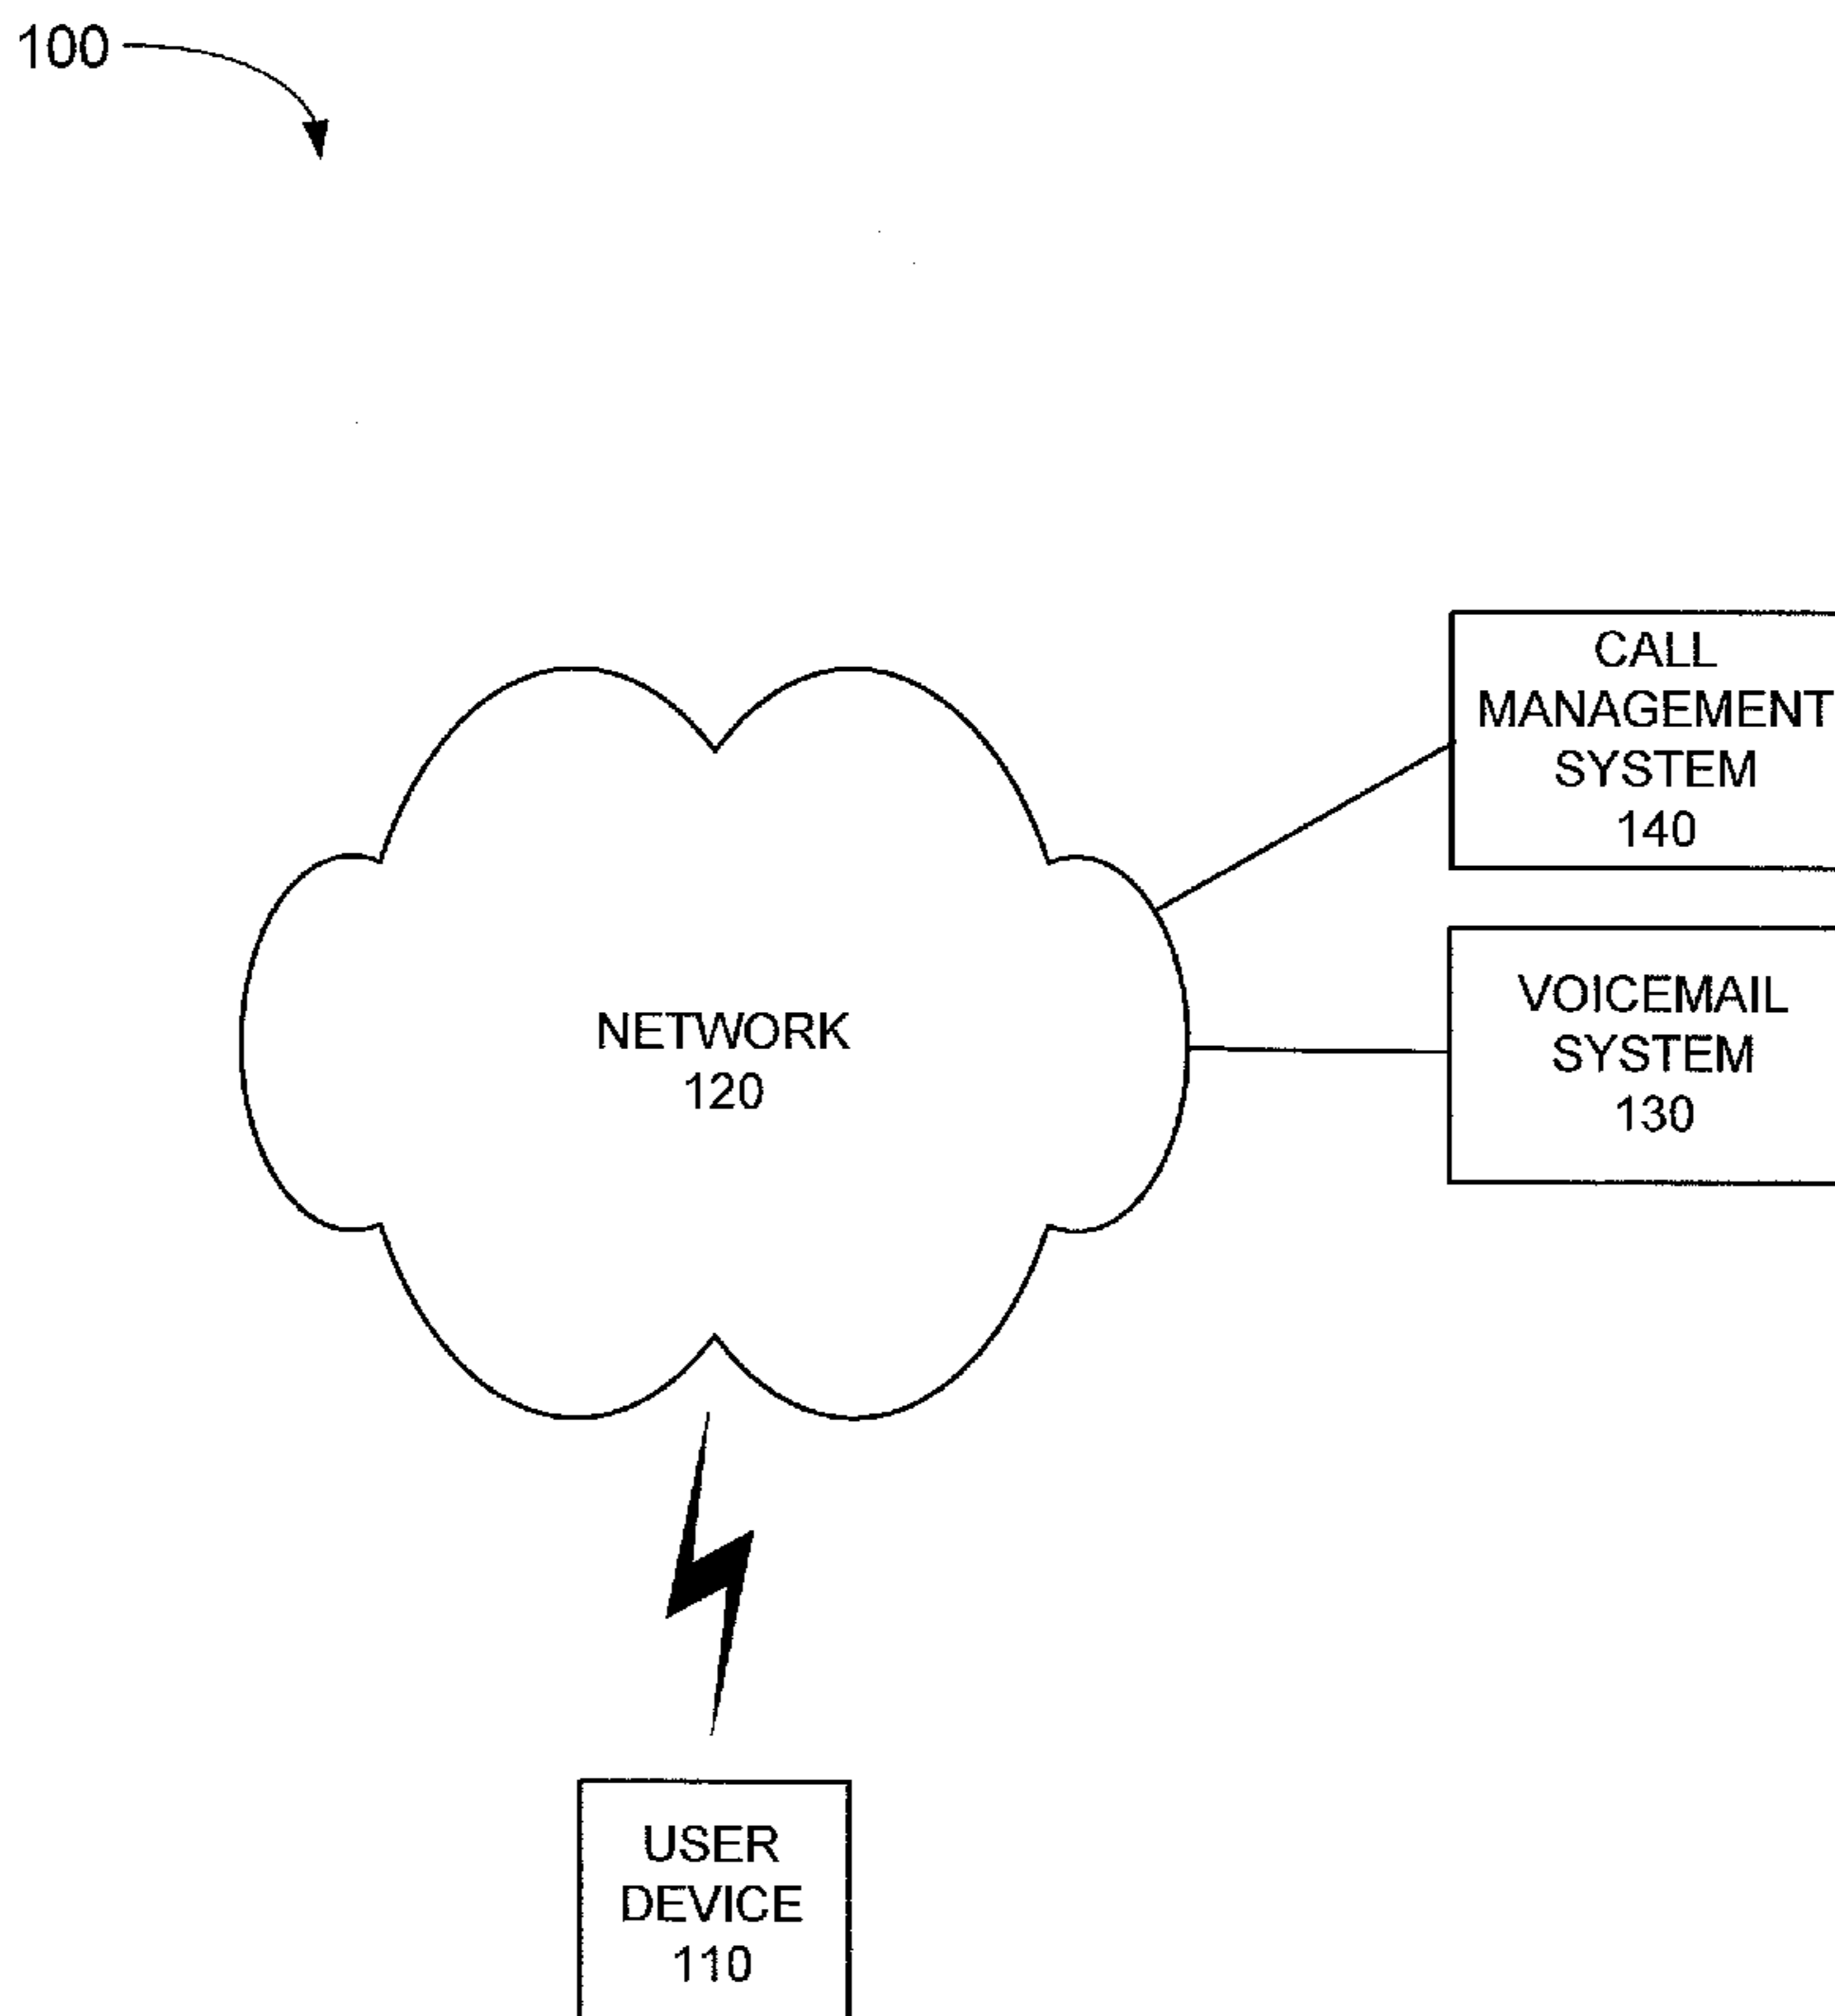 100
CALL
MANAGEMENT
SYSTEM
140
VOICEMAIL
SYSTEM
130
NETWORK
120
USER
DEVICE
110